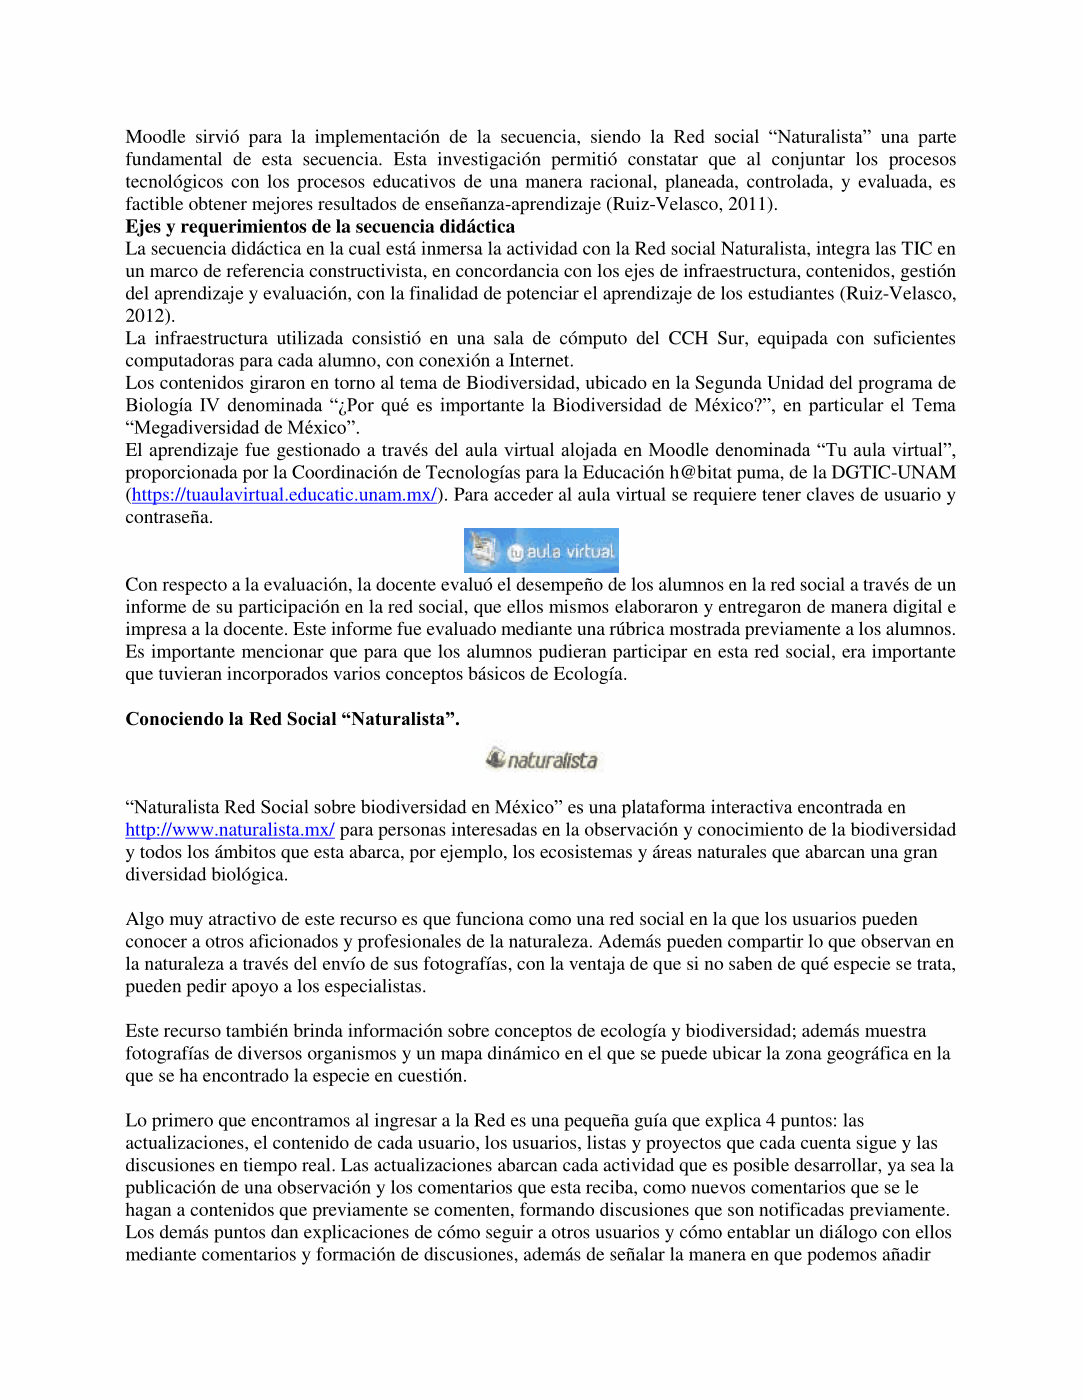 Moodle sirvió para la implementación de la secuencia, siendo la Red social “Naturalista” una parte
fundamental de esta secuencia. Esta investigación permitió constatar que al conjuntar los procesos
tecnológicos con los procesos educativos de una manera racional, planeada, controlada, y evaluada, es
factible obtener mejores resultados de enseñanza-aprendizaje (Ruiz-Velasco, 2011).
Ejes y requerimientos de la secuencia didáctica
La secuencia didáctica en la cual está inmersa la actividad con la Red social Naturalista, integra las TIC en
un marco de referencia constructivista, en concordancia con los ejes de infraestructura, contenidos, gestión
del aprendizaje y evaluación, con la finalidad de potenciar el aprendizaje de los estudiantes (Ruiz-Velasco,
2012).
La infraestructura utilizada consistió en una sala de cómputo del CCH Sur, equipada con suficientes
computadoras para cada alumno, con conexión a Internet.
Los contenidos giraron en torno al tema de Biodiversidad, ubicado en la Segunda Unidad del programa de
Biología IV denominada “¿Por qué es importante la Biodiversidad de México?”, en particular el Tema
“Megadiversidad de México”.
El aprendizaje fue gestionado a través del aula virtual alojada en Moodle denominada “Tu aula virtual”,
proporcionada por la Coordinación de Tecnologías para la Educación h@bitat puma, de la DGTIC-UNAM
(https://tuaulavirtual.educatic.unam.mx/). Para acceder al aula virtual se requiere tener claves de usuario y
contraseña.
tu aula virtual
Con respecto a la evaluación, la docente evaluó el desempeño de los alumnos en la red social a través de un
informe de su participación en la red social, que ellos mismos elaboraron y entregaron de manera digital e
impresa a la docente. Este informe fue evaluado mediante una rúbrica mostrada previamente a los alumnos.
Es importante mencionar que para que los alumnos pudieran participar en esta red social, era importante
que tuvieran incorporados varios conceptos básicos de Ecología.
Conociendo la Red Social “Naturalista”.
naturalista
“Naturalista Red Social sobre biodiversidad en México” es una plataforma interactiva encontrada en
http://www.naturalista.mx/ para personas interesadas en la observación y conocimiento de la biodiversidad
y todos los ámbitos que esta abarca, por ejemplo, los ecosistemas y áreas naturales que abarcan una gran
diversidad biológica.
Algo muy atractivo de este recurso es que funciona como una red social en la que los usuarios pueden
conocer a otros aficionados y profesionales de la naturaleza. Además pueden compartir lo que observan en
la naturaleza a través del envío de sus fotografías, con la ventaja de que si no saben de qué especie se trata,
pueden pedir apoyo a los especialistas.
Este recurso también brinda información sobre conceptos de ecología y biodiversidad; además muestra
fotografías de diversos organismos y un mapa dinámico en el que se puede ubicar la zona geográfica en la
que se ha encontrado la especie en cuestión.
Lo primero que encontramos al ingresar a la Red es una pequeña guía que explica 4 puntos: las
actualizaciones, el contenido de cada usuario, los usuarios, listas y proyectos que cada cuenta sigue y las
discusiones en tiempo real. Las actualizaciones abarcan cada actividad que es posible desarrollar, ya sea la
publicación de una observación y los comentarios que esta reciba, como nuevos comentarios que se le
hagan a contenidos que previamente se comenten, formando discusiones que son notificadas previamente.
Los demás puntos dan explicaciones de cómo seguir a otros usuarios y cómo entablar un diálogo con ellos
mediante comentarios y formación de discusiones, además de señalar la manera en que podemos añadir